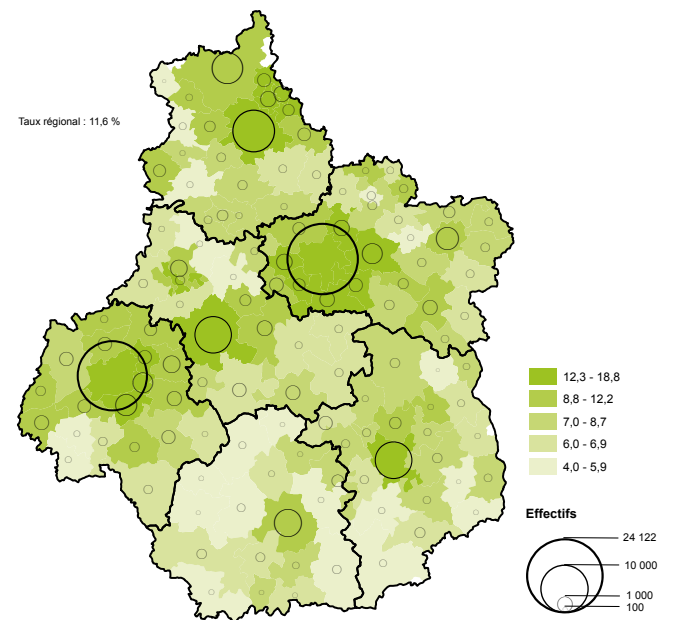 Taux régional : 11,6 %
12,3 - 18,8
8,8 - 12,2
7,0 - 8,7
6,0 - 6,9
4,0 - 5,9
Effectifs
24 122
10 000
1 000
100